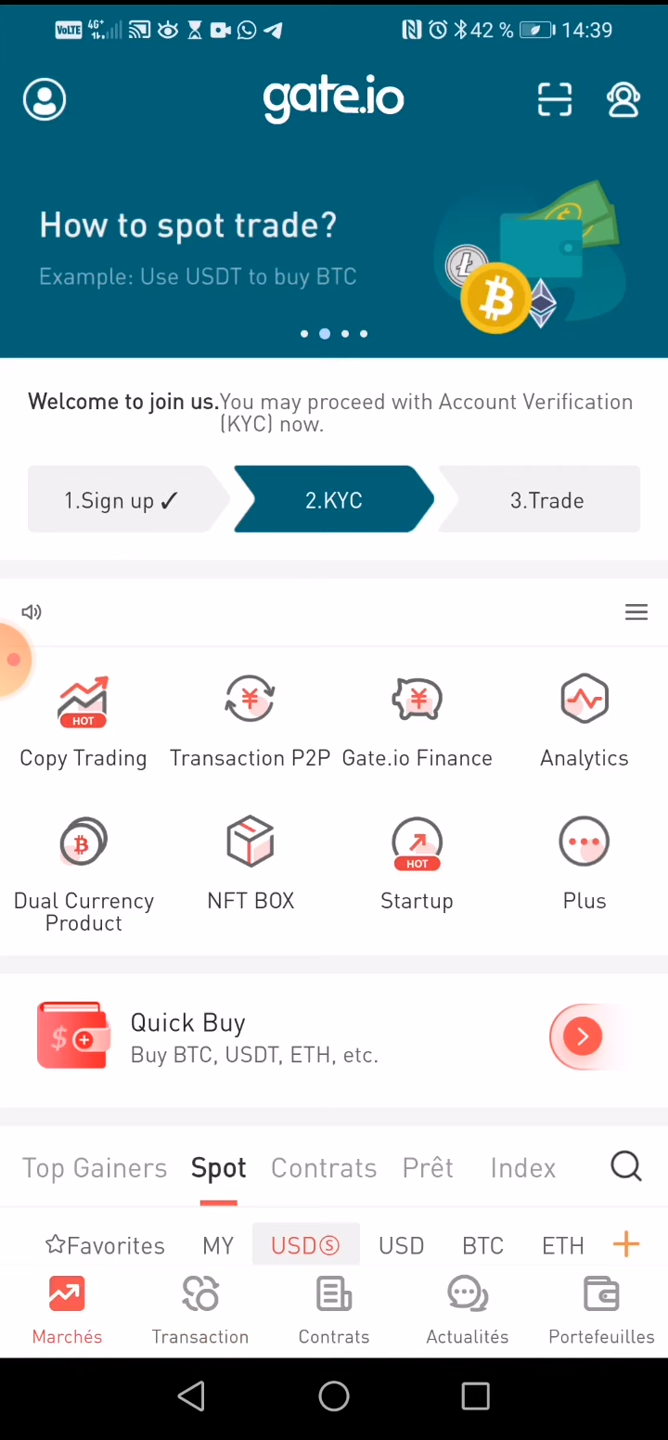 VoLTE 4G+ 42 % 14:39
gate.io
How to spot trade?
Example: Use USDT to buy BTC
Welcome to join us. You may proceed with Account Verification
(KYC) now.
1.Sign up ✓ 2.KYC 3.Trade
HOT
Copy Trading Transaction P2P Gate.io Finance Analytics
HOT
Dual Currency NFT BOX Startup Plus
Product
Quick Buy
Buy BTC, USDT, ETH, etc.
Top Gainers Spot Contrats Prêt Index
Favorites MY USDⓈ USD BTC ETH
Marchés Transaction Contrats Actualités Portefeuilles